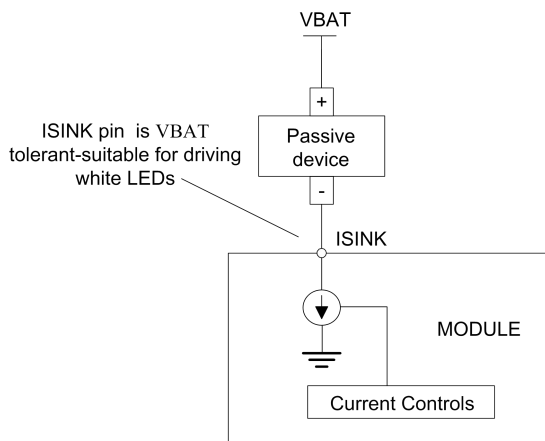 VBAT
+
Passive
device
-
ISINK pin is VBAT
tolerant-suitable for driving
white LEDs
ISINK
MODULE
Current Controls